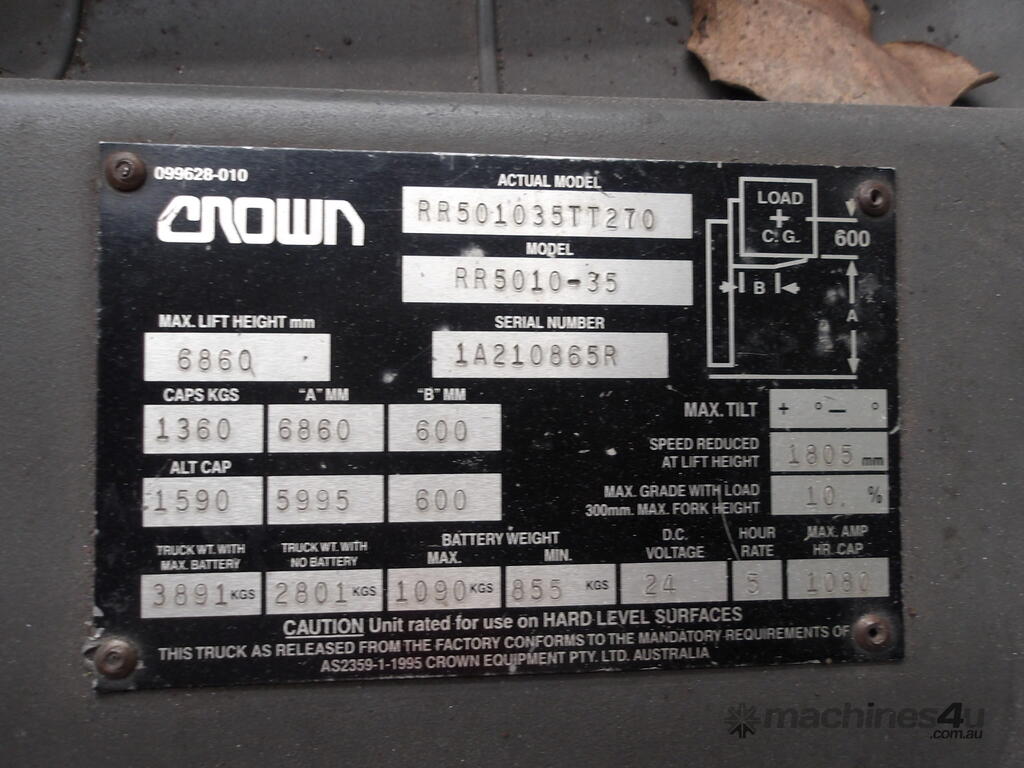 099628-010
CROWN
ACTUAL MODEL
RR501035TT270
MODEL
RR5010-35
LOAD
+
C.G.
600
B
A
MAX. LIFT HEIGHT mm
6860
SERIAL NUMBER
1A210865R
CAPS KGS "A" MM "B" MM
1360 6860 600
MAX. TILT + ° — °
ALT CAP
1590 5995 600
SPEED REDUCED
AT LIFT HEIGHT 1805 mm
MAX. GRADE WITH LOAD
300mm. MAX. FORK HEIGHT 10. %
TRUCK WT. WITH
MAX. BATTERY
3891 KGS
TRUCK WT. WITH
NO BATTERY
2801 KGS
BATTERY WEIGHT
MAX. MIN.
1090 KGS 855 KGS
D.C.
VOLTAGE
24
HOUR
RATE
5
MAX. AMP
HR. CAP
1080
CAUTION Unit rated for use on HARD LEVEL SURFACES
THIS TRUCK AS RELEASED FROM THE FACTORY CONFORMS TO THE MANDATORY REQUIREMENTS OF
AS2359-1-1995 CROWN EQUIPMENT PTY. LTD. AUSTRALIA
machines4u
.com.au